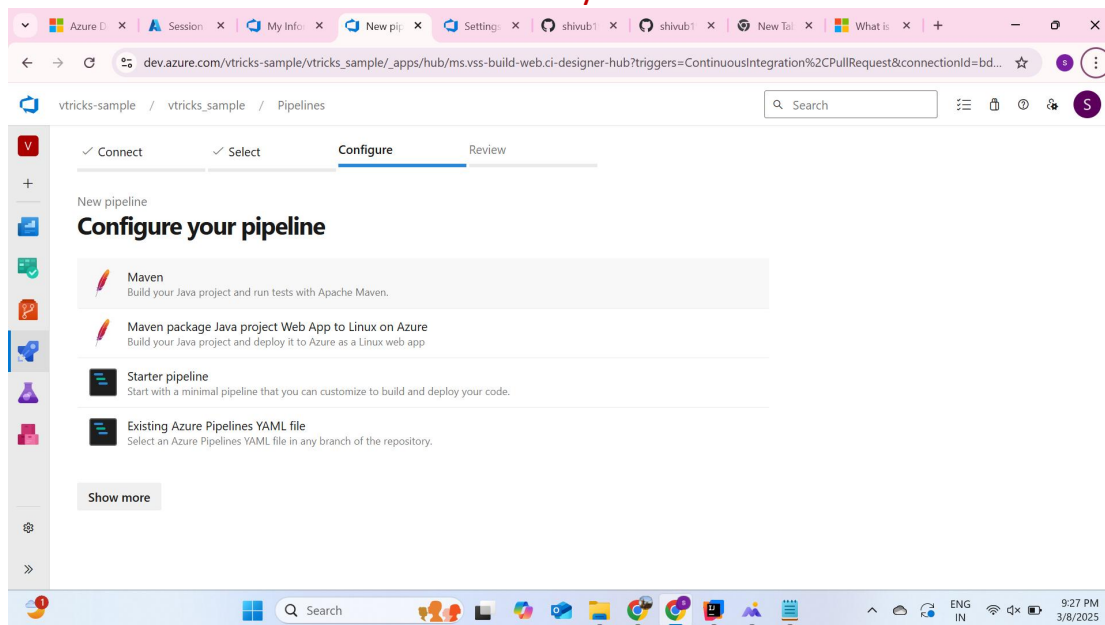 Azure D
Session
My Infor
New pip
Settings
shivub1
shivub1
New Tab
What is
dev.azure.com/vtricks-sample/vtricks_sample/_apps/hub/ms.vss-build-web.ci-designer-hub?triggers=ContinuousIntegration%2CPullRequest&connectionId=bd...
s
vtricks-sample / vtricks_sample / Pipelines
Search
S
V
Connect
Select
Configure
Review
New pipeline
Configure your pipeline
Maven
Build your Java project and run tests with Apache Maven.
Maven package Java project Web App to Linux on Azure
Build your Java project and deploy it to Azure as a Linux web app
Starter pipeline
Start with a minimal pipeline that you can customize to build and deploy your code.
Existing Azure Pipelines YAML file
Select an Azure Pipelines YAML file in any branch of the repository.
Show more
1
Search
ENG
IN
9:27 PM
3/8/2025